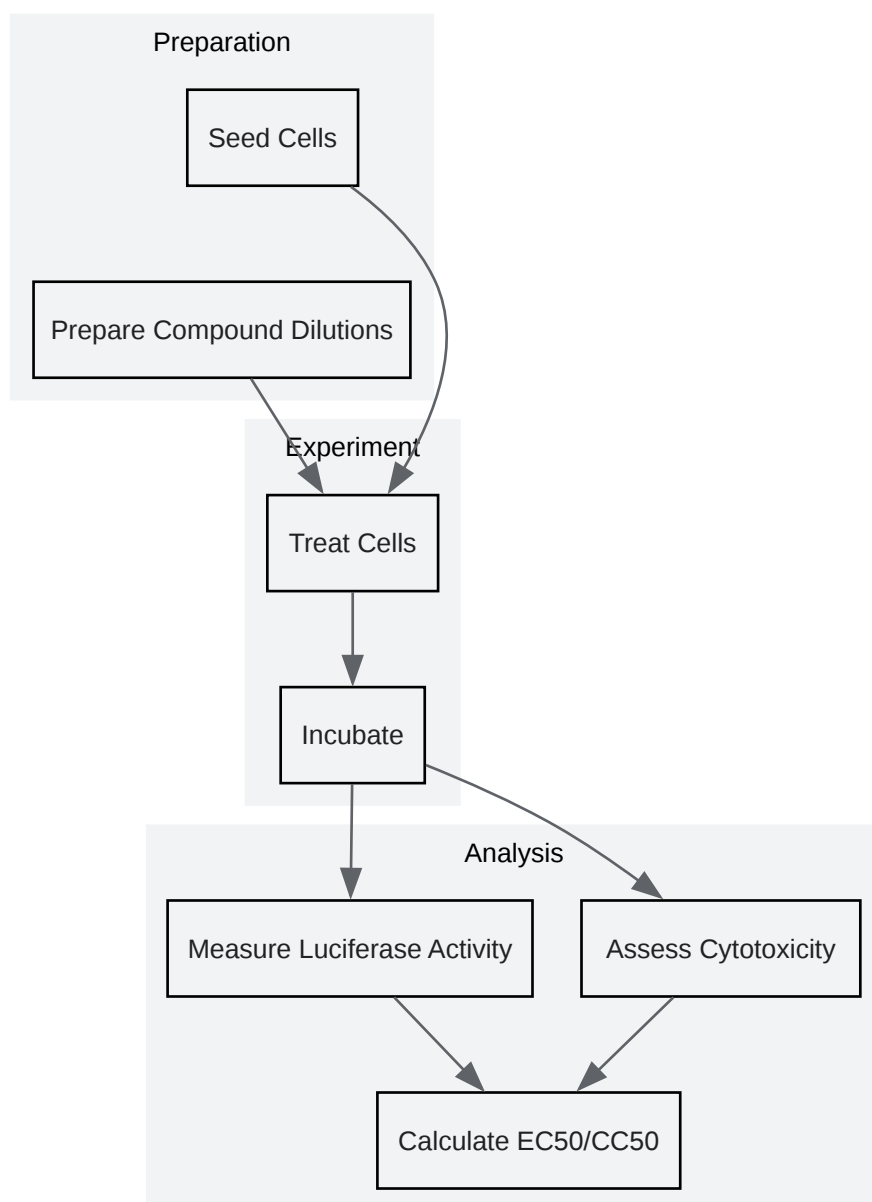 Preparation
Seed Cells
Prepare Compound Dilutions
Experiment
Treat Cells
Incubate
Analysis
Measure Luciferase Activity
Assess Cytotoxicity
Calculate EC50/CC50